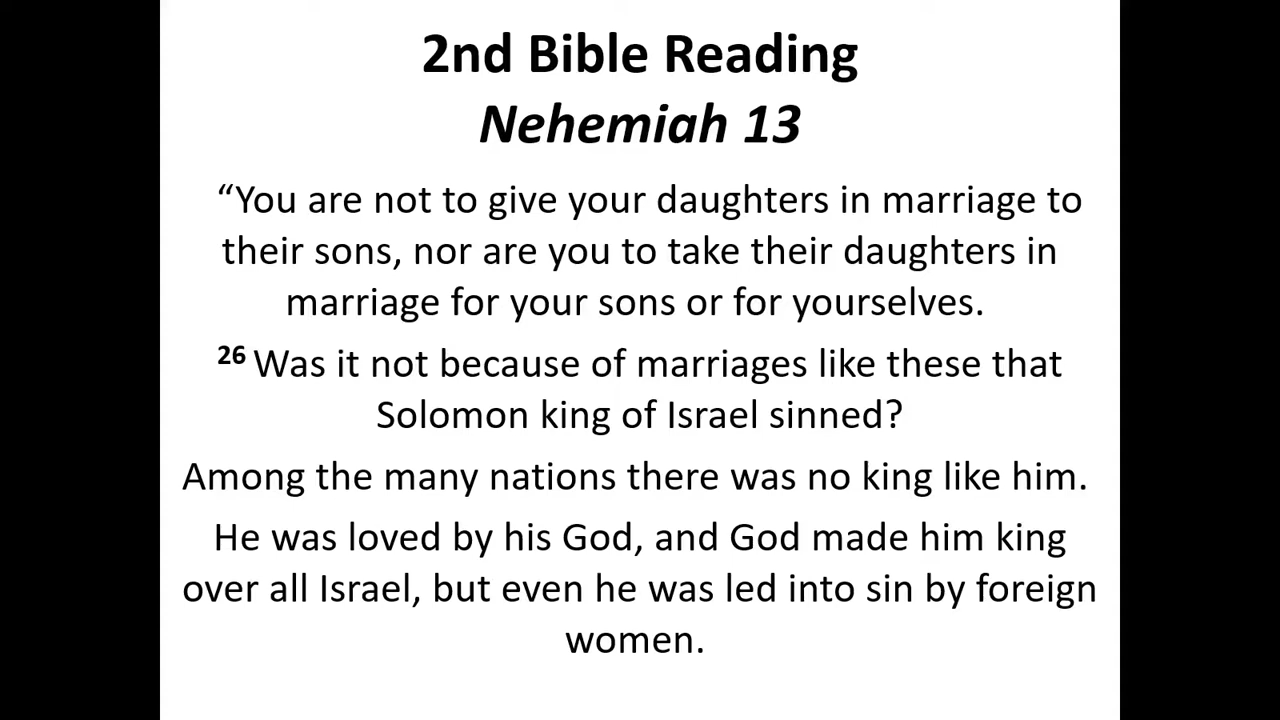 2nd Bible Reading
Nehemiah 13
“You are not to give your daughters in marriage to
their sons, nor are you to take their daughters in
marriage for your sons or for yourselves.
26 Was it not because of marriages like these that
Solomon king of Israel sinned?
Among the many nations there was no king like him.
He was loved by his God, and God made him king
over all Israel, but even he was led into sin by foreign
women.